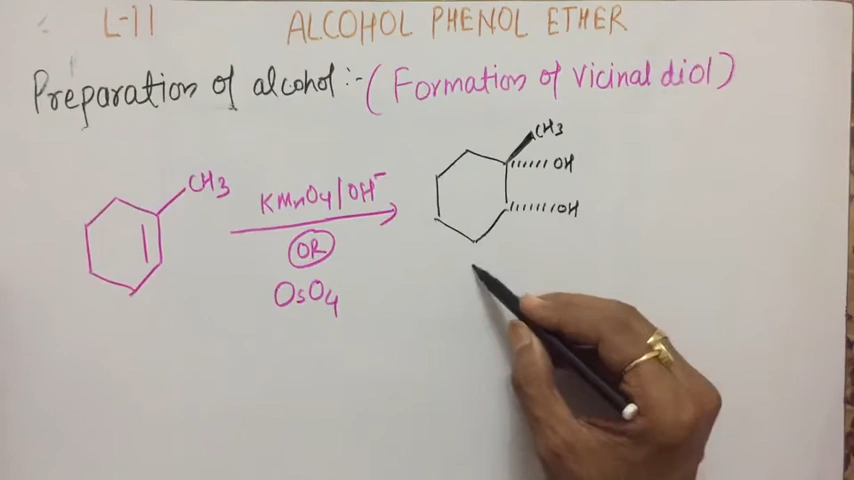 L-11 ALCOHOL PHENOL ETHER
Preparation of alcohol :- (Formation of vicinal diol)
CH3
KMnO4/OH-
OR
OsO4
CH3
OH
OH